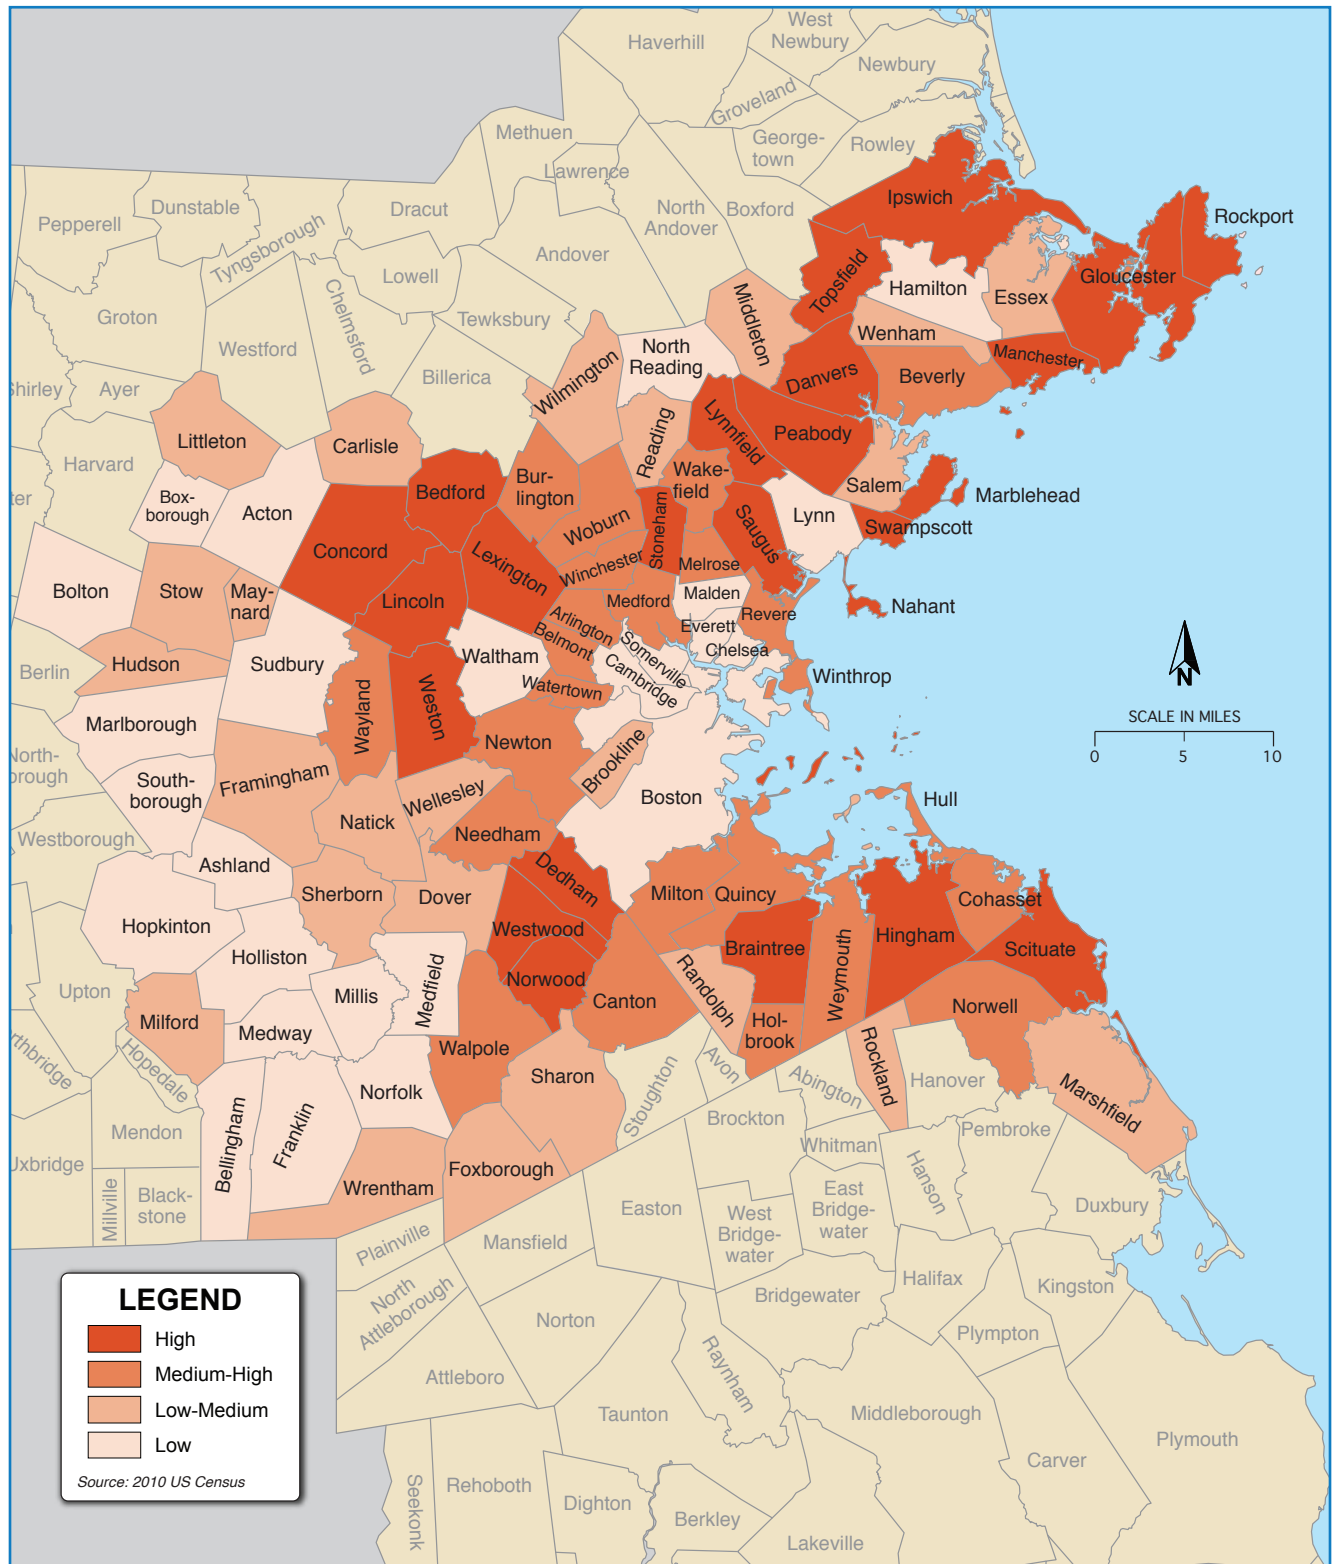 Haverhill
West
Newbury
Newbury
Groveland
Methuen
George-
town
Rowley
Lawrence
Ipswich
Pepperell
Dunstable
Tyngsborough
Dracut
North
Andover
Boxford
Rockport
Andover
Lowell
Topsfield
Hamilton
Essex
Gloucester
Groton
Chelmsford
Tewksbury
Middleton
Wenham
Westford
North
Reading
Manchester
Shirley
Ayer
Billerica
Wilmington
Danvers
Beverly
Littleton
Carlisle
Reading
Lynnfield
Peabody
Harvard
Bedford
Bur-
lington
Wake-
field
Salem
Marblehead
ter
Box-
borough
Acton
Woburn
Stoneham
Saugus
Lynn
Swampscott
Concord
Lexington
Winchester
Melrose
Bolton
Stow
May-
nard
Lincoln
Medford
Malden
Nahant
Arlington
Revere
Everett
Belmont
Chelsea
Berlin
Hudson
Sudbury
Waltham
Somerville
Cambridge
Winthrop
Watertown
N
Marlborough
Wayland
Weston
Newton
SCALE IN MILES
0
5
10
North-
borough
South-
borough
Framingham
Brookline
Wellesley
Boston
Hull
Westborough
Natick
Needham
Ashland
Sherborn
Dover
Dedham
Milton
Quincy
Cohasset
Hopkinton
Westwood
Braintree
Hingham
Scituate
Holliston
Medfield
Norwood
Weymouth
Upton
Millis
Canton
Randolph
Norwell
Milford
Medway
Hol-
brook
rthbridge
Hopedale
Walpole
Rockland
Sharon
Stoughton
Avon
Abington
Hanover
Marshfield
Norfolk
Mendon
Bellingham
Franklin
Brockton
Whitman
Pembroke
Uxbridge
Foxborough
Hanson
Millville
Black-
stone
Wrentham
Easton
West
Bridge-
water
East
Bridge-
water
Duxbury
Plainville
Mansfield
Halifax
Kingston
North
Attleborough
Bridgewater
Norton
Plympton
Raynham
Attleboro
Taunton
Middleborough
Plymouth
Carver
Seekonk
Rehoboth
Dighton
Berkley
Lakeville
LEGEND
High
Medium-High
Low-Medium
Low
Source: 2010 US Census